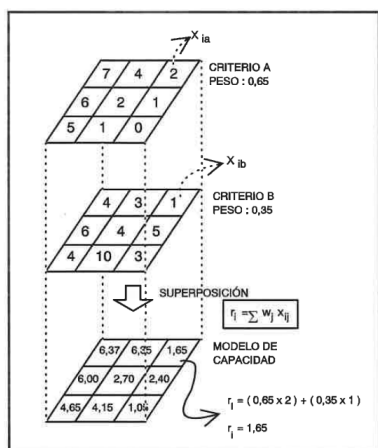 x ia
7 4 2
CRITERIO A
PESO : 0,65
6 2 1
5 1 0
x ib
4 3 1
CRITERIO B
PESO : 0,35
6 4 5
4 10 3
SUPERPOSICIÓN
r i = ∑ w j x ij
MODELO DE
CAPACIDAD
6,37 6,35 1,65
6,00 2,70 2,40
4,65 4,15 1,05
r i = ( 0,65 x 2 ) + ( 0,35 x 1 )
r i = 1,65